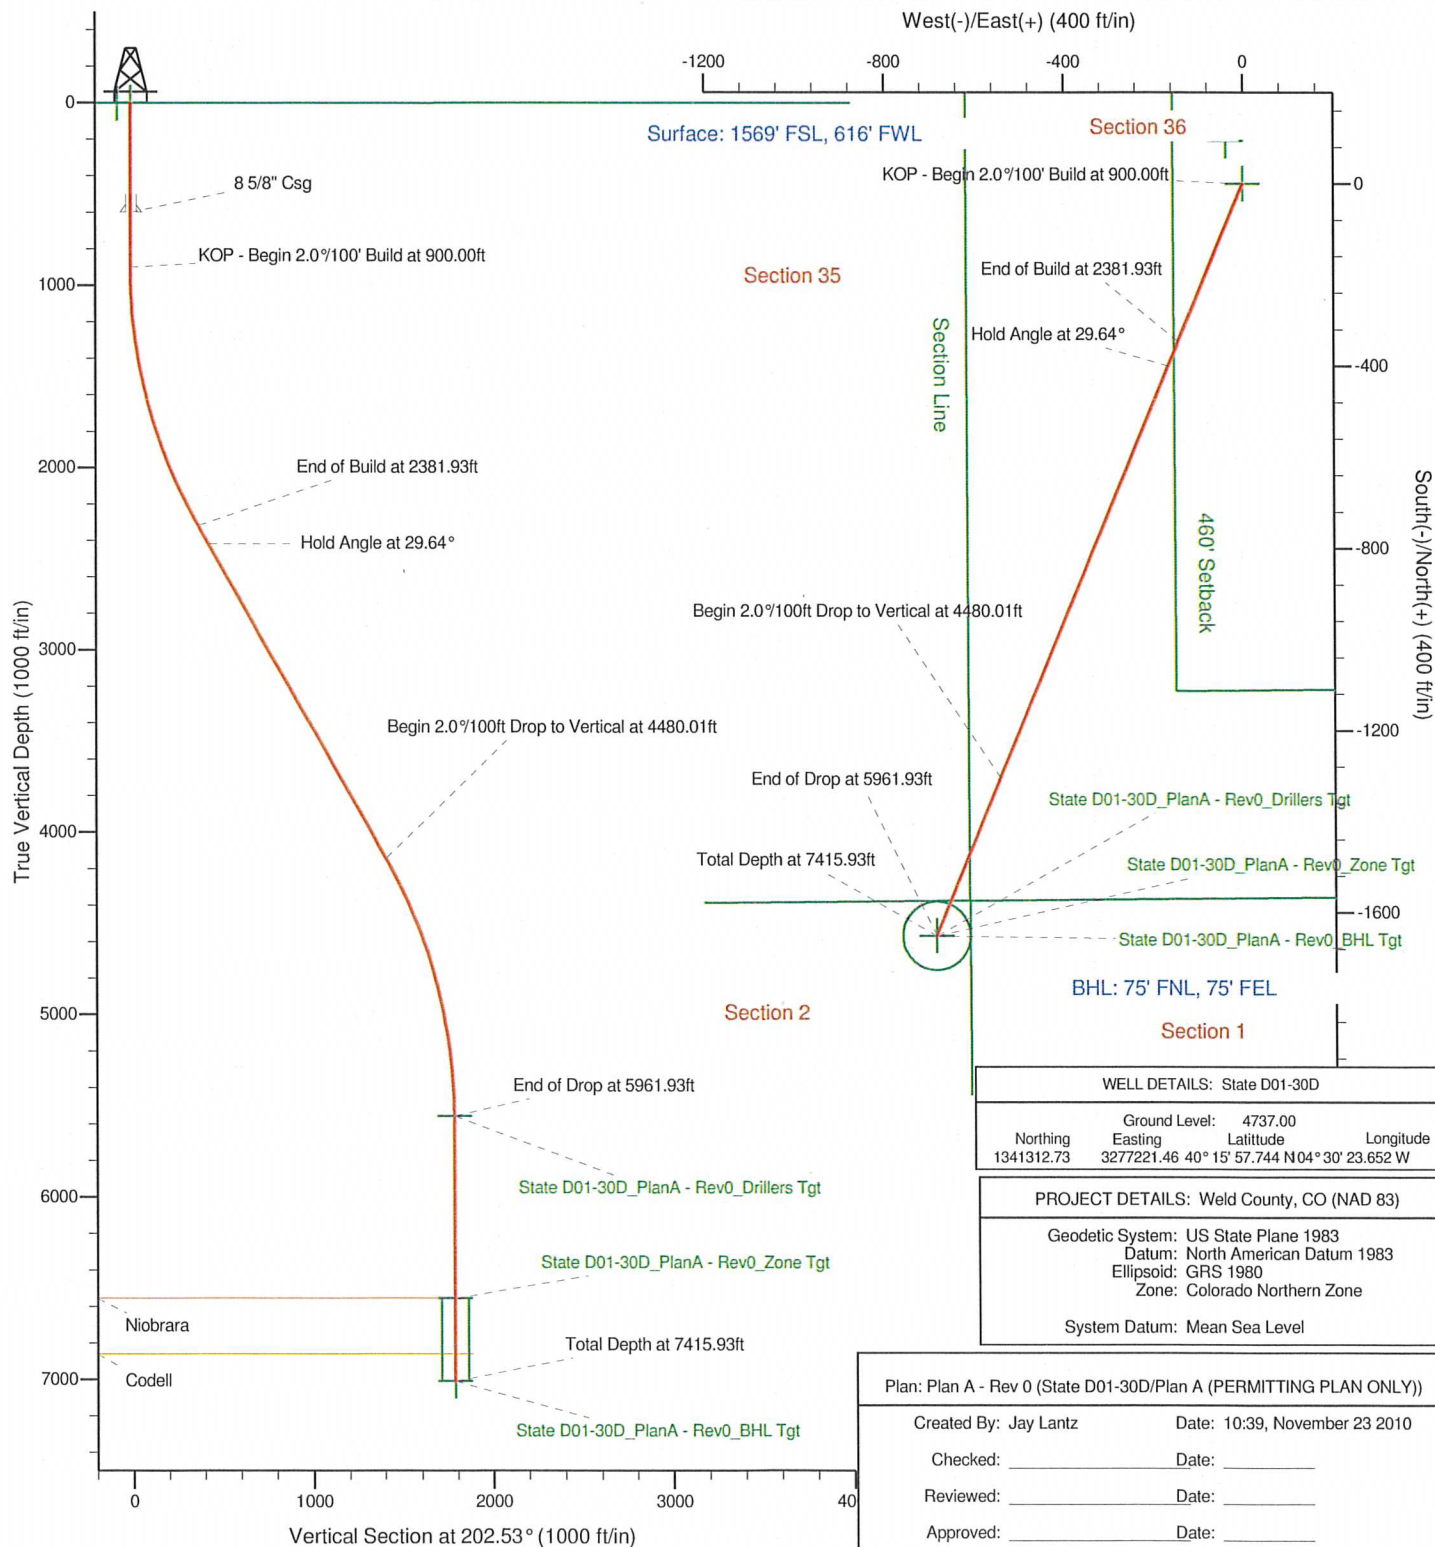 West(-)/East(+) (400 ft/in)
-1200
-800
-400
0
0
Surface: 1569' FSL, 616' FWL
Section 36
KOP - Begin 2.0°/100' Build at 900.00ft
0
8 5/8" Csg
KOP - Begin 2.0°/100' Build at 900.00ft
Section 35
End of Build at 2381.93ft
1000
Hold Angle at 29.64°
Section Line
-400
End of Build at 2381.93ft
2000
South(-)/North(+) (400 ft/in)
Hold Angle at 29.64°
460' Setback
-800
True Vertical Depth (1000 ft/in)
Begin 2.0°/100ft Drop to Vertical at 4480.01ft
3000
Begin 2.0°/100ft Drop to Vertical at 4480.01ft
-1200
End of Drop at 5961.93ft
State D01-30D_PlanA - Rev0_Drillers Tgt
4000
Total Depth at 7415.93ft
State D01-30D_PlanA - Rev0_Zone Tgt
-1600
State D01-30D_PlanA - Rev0_BHL Tgt
BHL: 75' FNL, 75' FEL
5000
Section 2
Section 1
End of Drop at 5961.93ft
WELL DETAILS: State D01-30D
Ground Level: 4737.00
Northing Easting Latittude Longitude
1341312.73 3277221.46 40° 15' 57.744 N 04° 30' 23.652 W
State D01-30D_PlanA - Rev0_Drillers Tgt
6000
PROJECT DETAILS: Weld County, CO (NAD 83)
Geodetic System: US State Plane 1983
Datum: North American Datum 1983
Ellipsoid: GRS 1980
Zone: Colorado Northern Zone
System Datum: Mean Sea Level
State D01-30D_PlanA - Rev0_Zone Tgt
Niobrara
Total Depth at 7415.93ft
Codell
7000
State D01-30D_PlanA - Rev0_BHL Tgt
Plan: Plan A - Rev 0 (State D01-30D/Plan A (PERMITTING PLAN ONLY))
Created By: Jay Lantz Date: 10:39, November 23 2010
Checked: Date:
Reviewed: Date:
Approved: Date:
0
1000
2000
3000
40
Vertical Section at 202.53° (1000 ft/in)